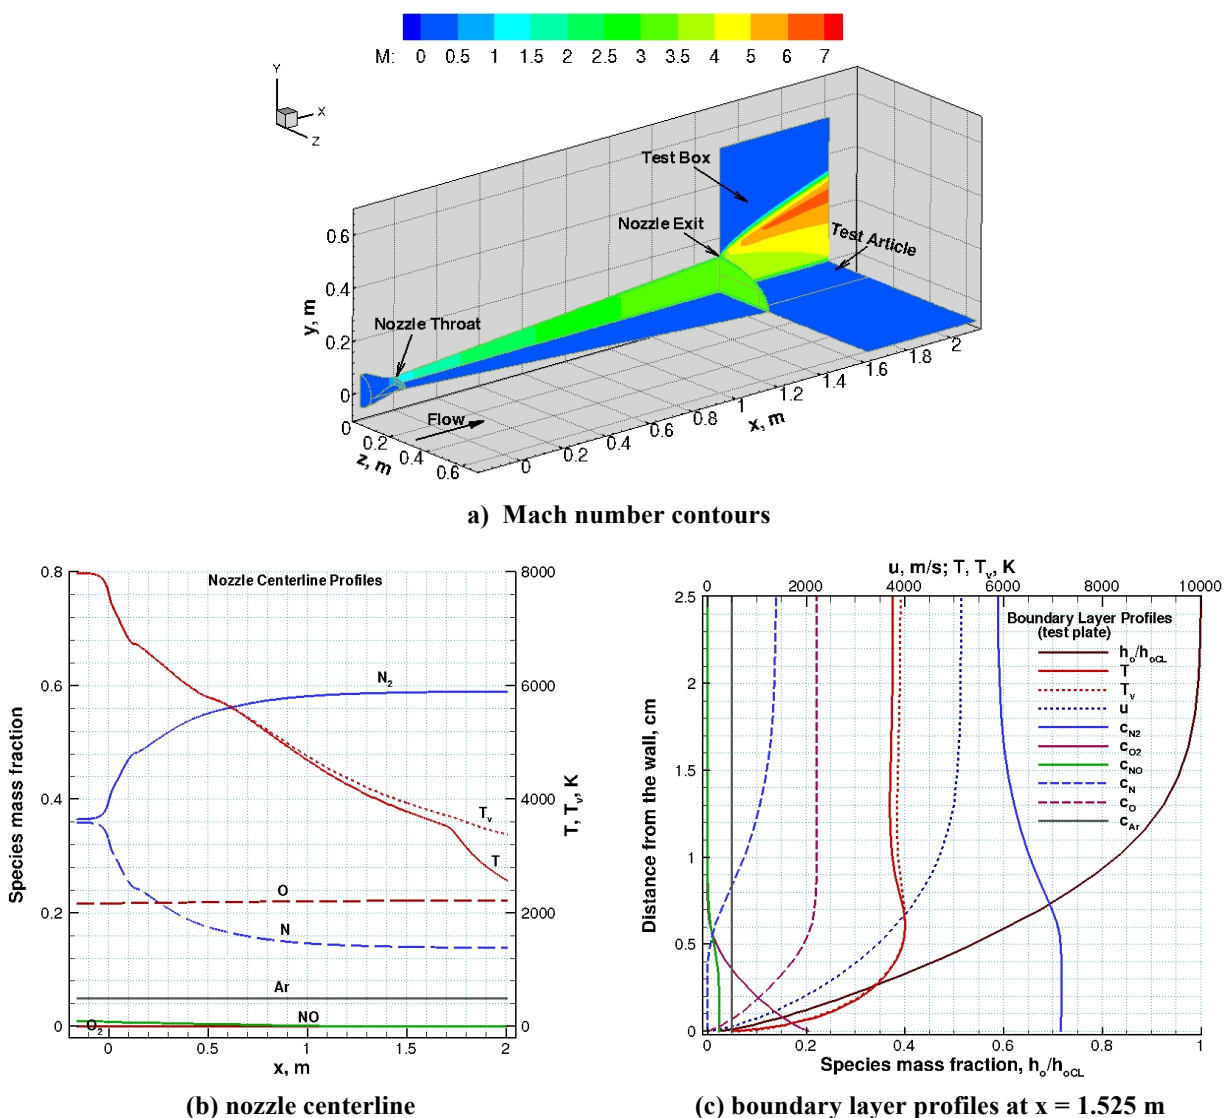 M: 0 0.5 1 1.5 2 2.5 3 3.5 4 5 6 7
Y
X
Z
Test Box
Nozzle Exit
Test Article
Nozzle Throat
Flow
y, m
0.6
0.4
0.2
0
z, m
0 0.2 0.4 0.6
x, m
0 0.2 0.4 0.6 0.8 1 1.2 1.4 1.6 1.8 2
a) Mach number contours
Nozzle Centerline Profiles
Species mass fraction
0.8
0.6
0.4
0.2
0
T, Tv, K
8000
6000
4000
2000
0
N2
Tv
T
O
N
Ar
O2
NO
0 0.5 1 1.5 2
x, m
(b) nozzle centerline
u, m/s; T, Tv, K
0 2000 4000 6000 8000 10000
Distance from the wall, cm
2.5
2
1.5
1
0.5
0
Boundary Layer Profiles
(test plate)
ho/hoCL
T
Tv
u
cN2
cO2
cNO
cN
cO
cAr
0 0.2 0.4 0.6 0.8 1
Species mass fraction, ho/hoCL
(c) boundary layer profiles at x = 1.525 m